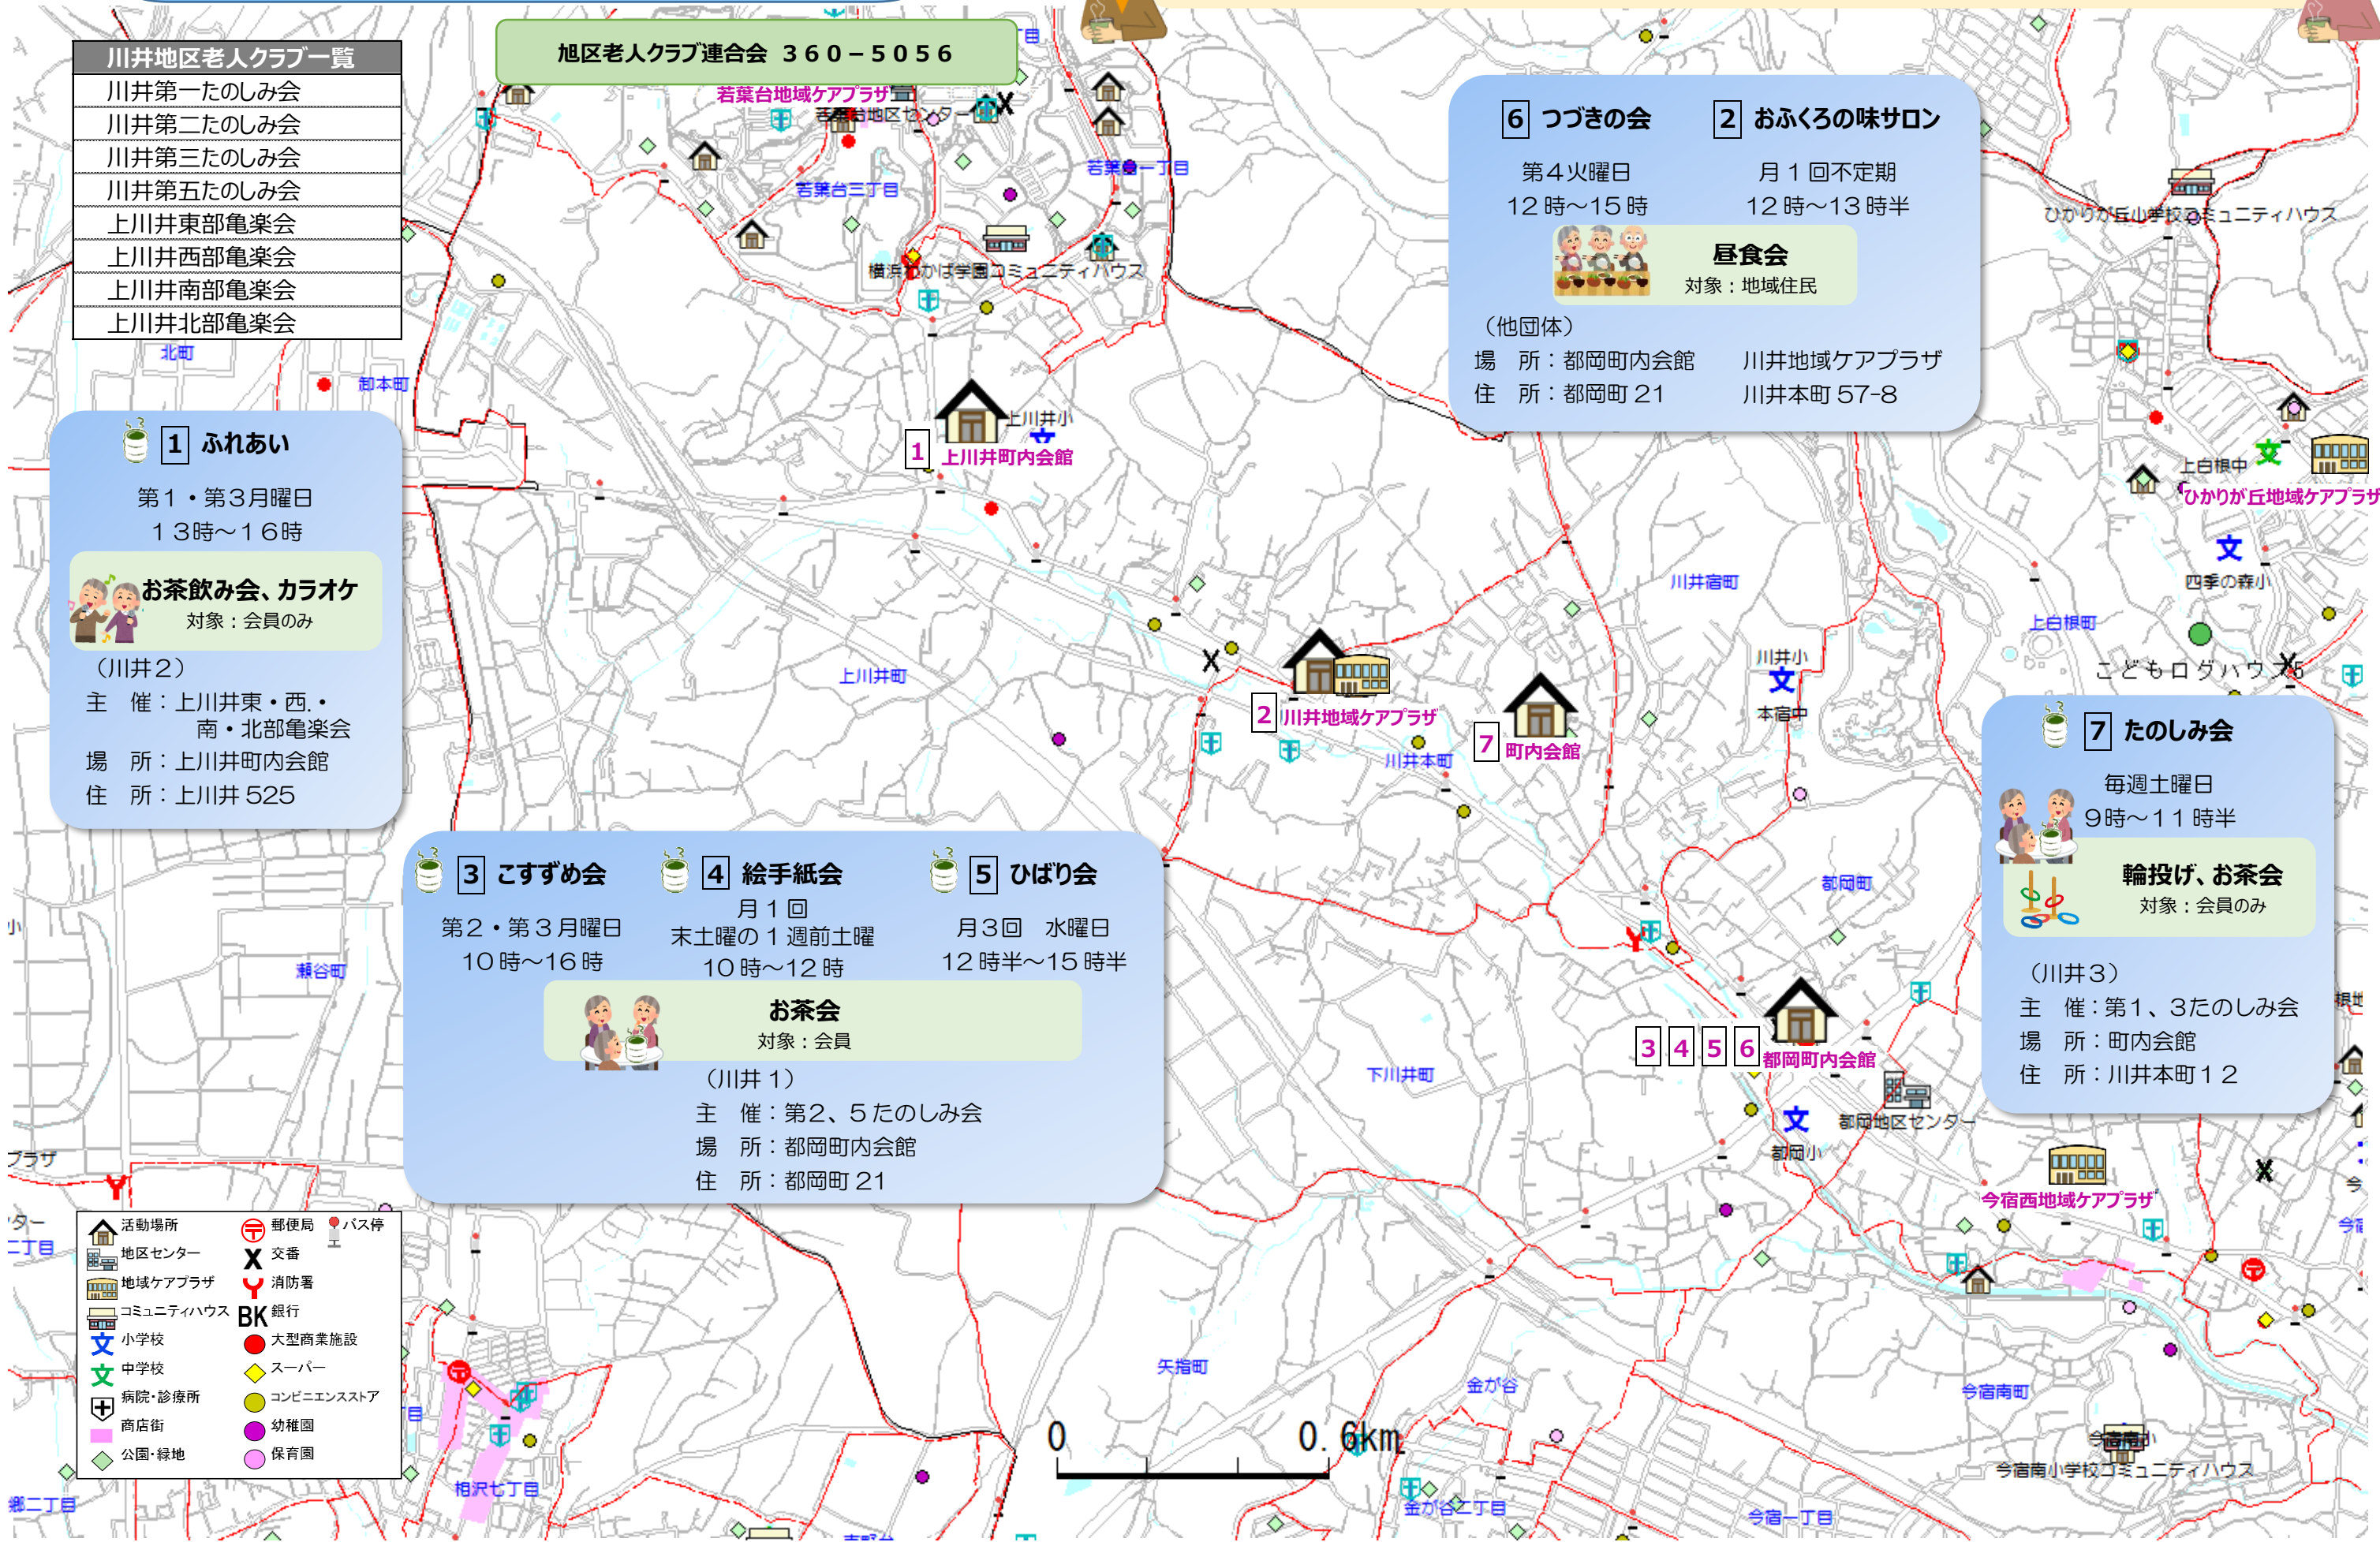 川井地区老人クラブ一覧
川井第一たのしみ会
川井第二たのしみ会
川井第三たのしみ会
川井第五たのしみ会
上川井東部亀楽会
上川井西部亀楽会
上川井南部亀楽会
上川井北部亀楽会
旭区老人クラブ連合会 ３６０－５０５６
若葉台地域ケアプラザ
若葉台地区センター
若葉台三丁目
若葉台一丁目
横浜わかば学園コミュニティハウス
北町
卸本町
6 つづきの会
第４火曜日
12時～15時
2 おふくろの味サロン
月１回不定期
12時～13時半
昼食会
対象：地域住民
（他団体）
場　所：都岡町内会館　川井地域ケアプラザ
住　所：都岡町21　川井本町57-8
ひかりが丘小学校コミュニティハウス
上白根中
ひかりが丘地域ケアプラザ
四季の森小
上白根町
こどもログハウス
1 ふれあい
第１・第３月曜日
１３時～１６時
お茶飲み会、カラオケ
対象：会員のみ
（川井２）
主　催：上川井東・西.・
南・北部亀楽会
場　所：上川井町内会館
住　所：上川井525
上川井小
1 上川井町内会館
上川井町
2 川井地域ケアプラザ
川井本町
7 町内会館
川井宿町
川井小
本宿中
7 たのしみ会
毎週土曜日
９時～11時半
輪投げ、お茶会
対象：会員のみ
（川井３）
主　催：第１、３たのしみ会
場　所：町内会館
住　所：川井本町１２
3 こすずめ会
第２・第３月曜日
10時～16時
4 絵手紙会
月１回
末土曜の１週前土曜
10時～12時
5 ひばり会
月３回　水曜日
12時半～15時半
お茶会
対象：会員
（川井１）
主　催：第２、５たのしみ会
場　所：都岡町内会館
住　所：都岡町21
瀬谷町
都岡町
3 4 5 6 都岡町内会館
下川井町
都岡地区センター
都岡小
今宿西地域ケアプラザ
プラザ
活動場所
地区センター
地域ケアプラザ
コミュニティハウス
小学校
中学校
病院・診療所
商店街
公園・緑地
郵便局
バス停
交番
消防署
BK 銀行
大型商業施設
スーパー
コンビニエンスストア
幼稚園
保育園
相沢七丁目
郷二丁目
矢指町
金が谷
金が谷二丁目
今宿一丁目
今宿南町
今宿南小
今宿南小学校コミュニティハウス
0
0.6km